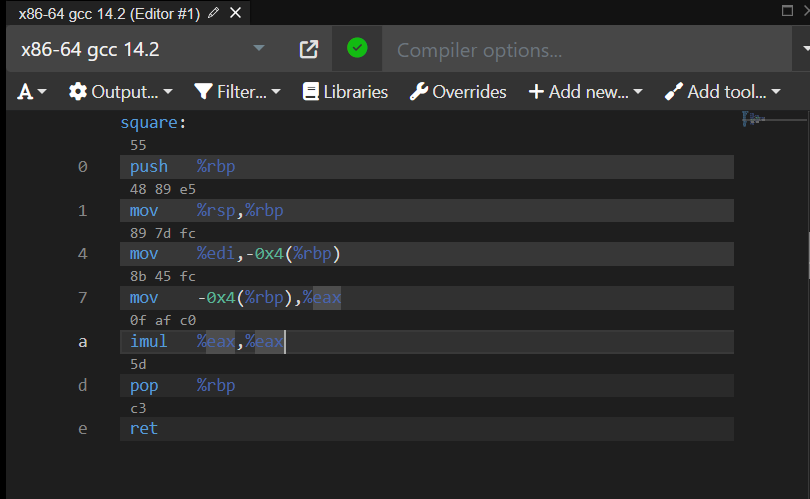 x86-64 gcc 14.2 (Editor #1)
x86-64 gcc 14.2 Compiler options...
A Output... Filter... Libraries Overrides Add new... Add tool...
square:
55
0 push %rbp
48 89 e5
1 mov %rsp,%rbp
89 7d fc
4 mov %edi,-0x4(%rbp)
8b 45 fc
7 mov -0x4(%rbp),%eax
0f af c0
a imul %eax,%eax
5d
d pop %rbp
c3
e ret